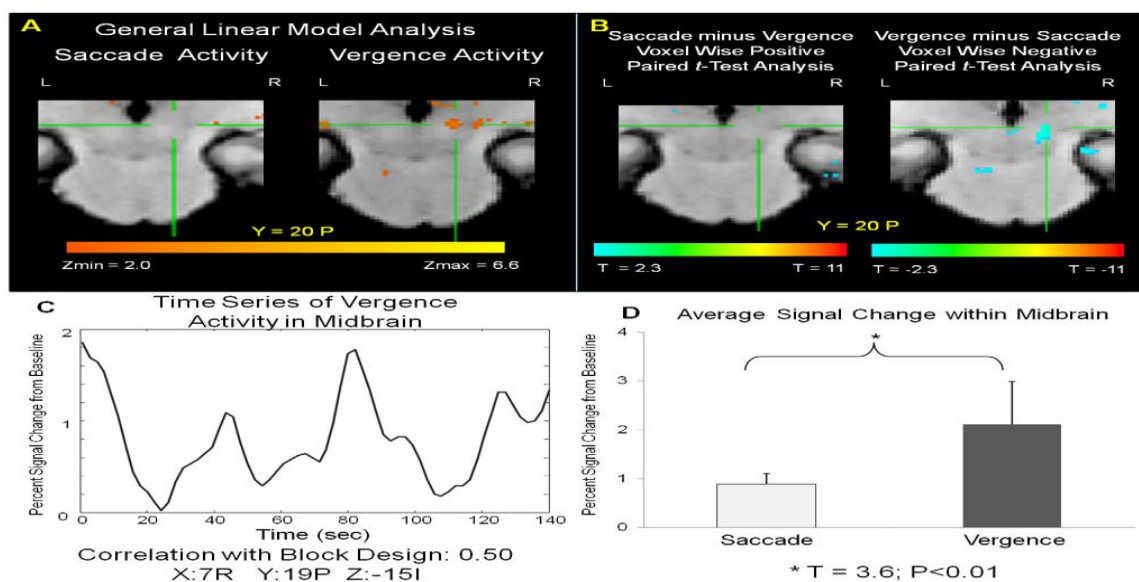 A
General Linear Model Analysis
Saccade Activity
Vergence Activity
L
R
L
R
Y = 20 P
Zmin = 2.0
Zmax = 6.6
B
Saccade minus Vergence
Voxel Wise Positive
Paired t-Test Analysis
Vergence minus Saccade
Voxel Wise Negative
Paired t-Test Analysis
L
R
L
R
Y = 20 P
T = 2.3
T = 11
T = -2.3
T = -11
C
Time Series of Vergence
Activity in Midbrain
Percent Signal Change from Baseline
2
1
0
0
20
40
60
80
100
120
140
Time (sec)
Correlation with Block Design: 0.50
X:7R Y:19P Z:-15I
D
Average Signal Change within Midbrain
Percent Signal Change from Baseline
4
3
2
1
0
*
Saccade
Vergence
* T = 3.6; P<0.01